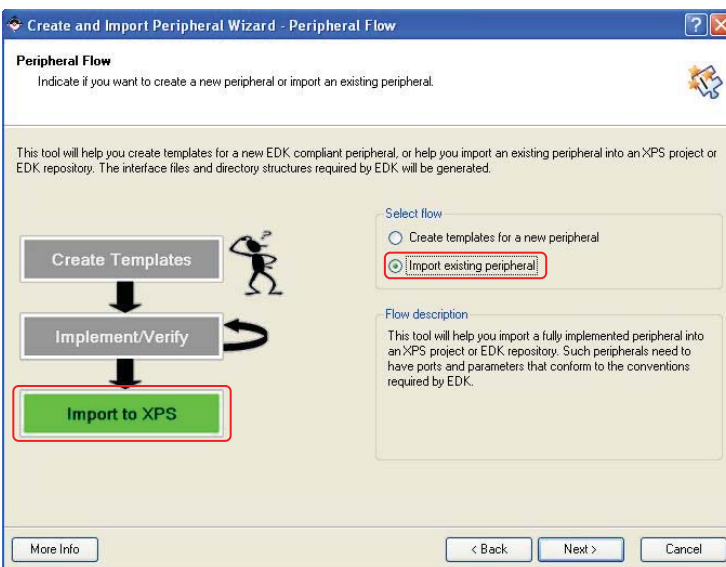 Create and Import Peripheral Wizard - Peripheral Flow
Peripheral Flow
Indicate if you want to create a new peripheral or import an existing peripheral.
This tool will help you create templates for a new EDK compliant peripheral, or help you import an existing peripheral into an XPS project or
EDK repository. The interface files and directory structures required by EDK will be generated.
Create Templates
Implement/Verify
Import to XPS
Select flow
Create templates for a new peripheral
Import existing peripheral
Flow description
This tool will help you import a fully implemented peripheral into
an XPS project or EDK repository. Such peripherals need to
have ports and parameters that conform to the conventions
required by EDK.
More Info
< Back
Next >
Cancel